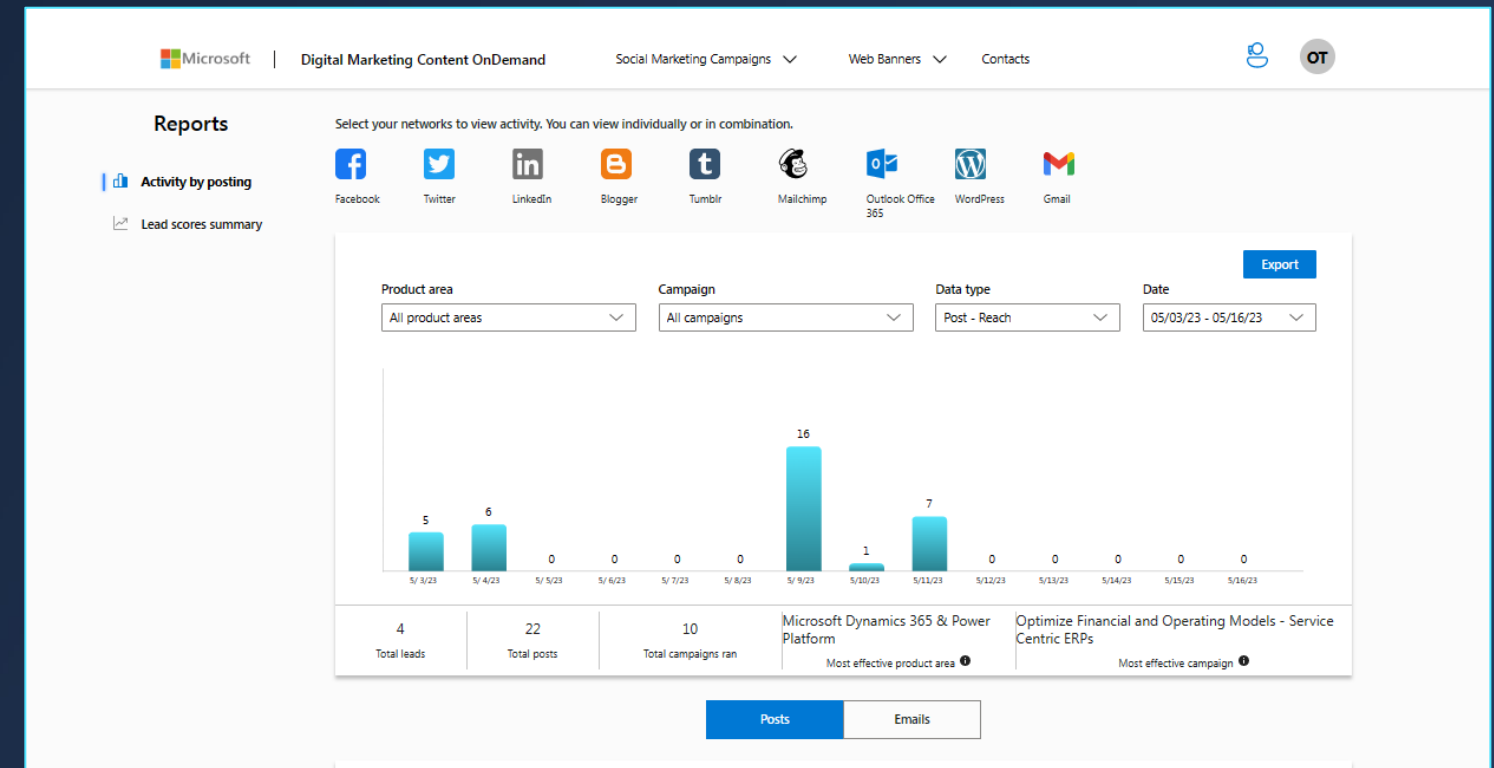 Microsoft | Digital Marketing Content OnDemand Social Marketing Campaigns Web Banners Contacts OT
Reports
Activity by posting
Lead scores summary
Select your networks to view activity. You can view individually or in combination.
Facebook Twitter LinkedIn Blogger Tumblr Mailchimp Outlook Office WordPress Gmail
365
Export
Product area Campaign Data type Date
All product areas All campaigns Post - Reach 05/03/23 - 05/16/23
5 6 0 0 0 0 16 1 7 0 0 0 0 0
5/ 3/23 5/ 4/23 5/ 5/23 5/ 6/23 5/ 7/23 5/ 8/23 5/ 9/23 5/10/23 5/11/23 5/12/23 5/13/23 5/14/23 5/15/23 5/16/23
4
Total leads
22
Total posts
10
Total campaigns ran
Microsoft Dynamics 365 & Power
Platform
Most effective product area
Optimize Financial and Operating Models - Service
Centric ERPs
Most effective campaign
Posts Emails